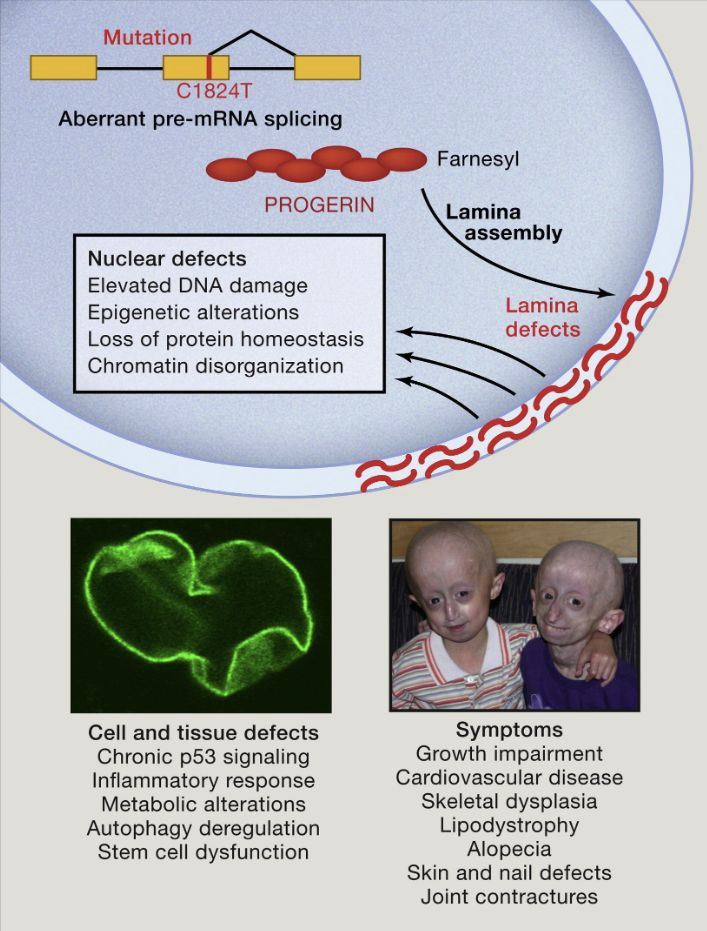 Mutation
C1824T
Aberrant pre-mRNA splicing
Farnesyl
PROGERIN
Lamina
assembly
Nuclear defects
Elevated DNA damage
Epigenetic alterations
Loss of protein homeostasis
Chromatin disorganization
Lamina
defects
Cell and tissue defects
Chronic p53 signaling
Inflammatory response
Metabolic alterations
Autophagy deregulation
Stem cell dysfunction
Symptoms
Growth impairment
Cardiovascular disease
Skeletal dysplasia
Lipodystrophy
Alopecia
Skin and nail defects
Joint contractures